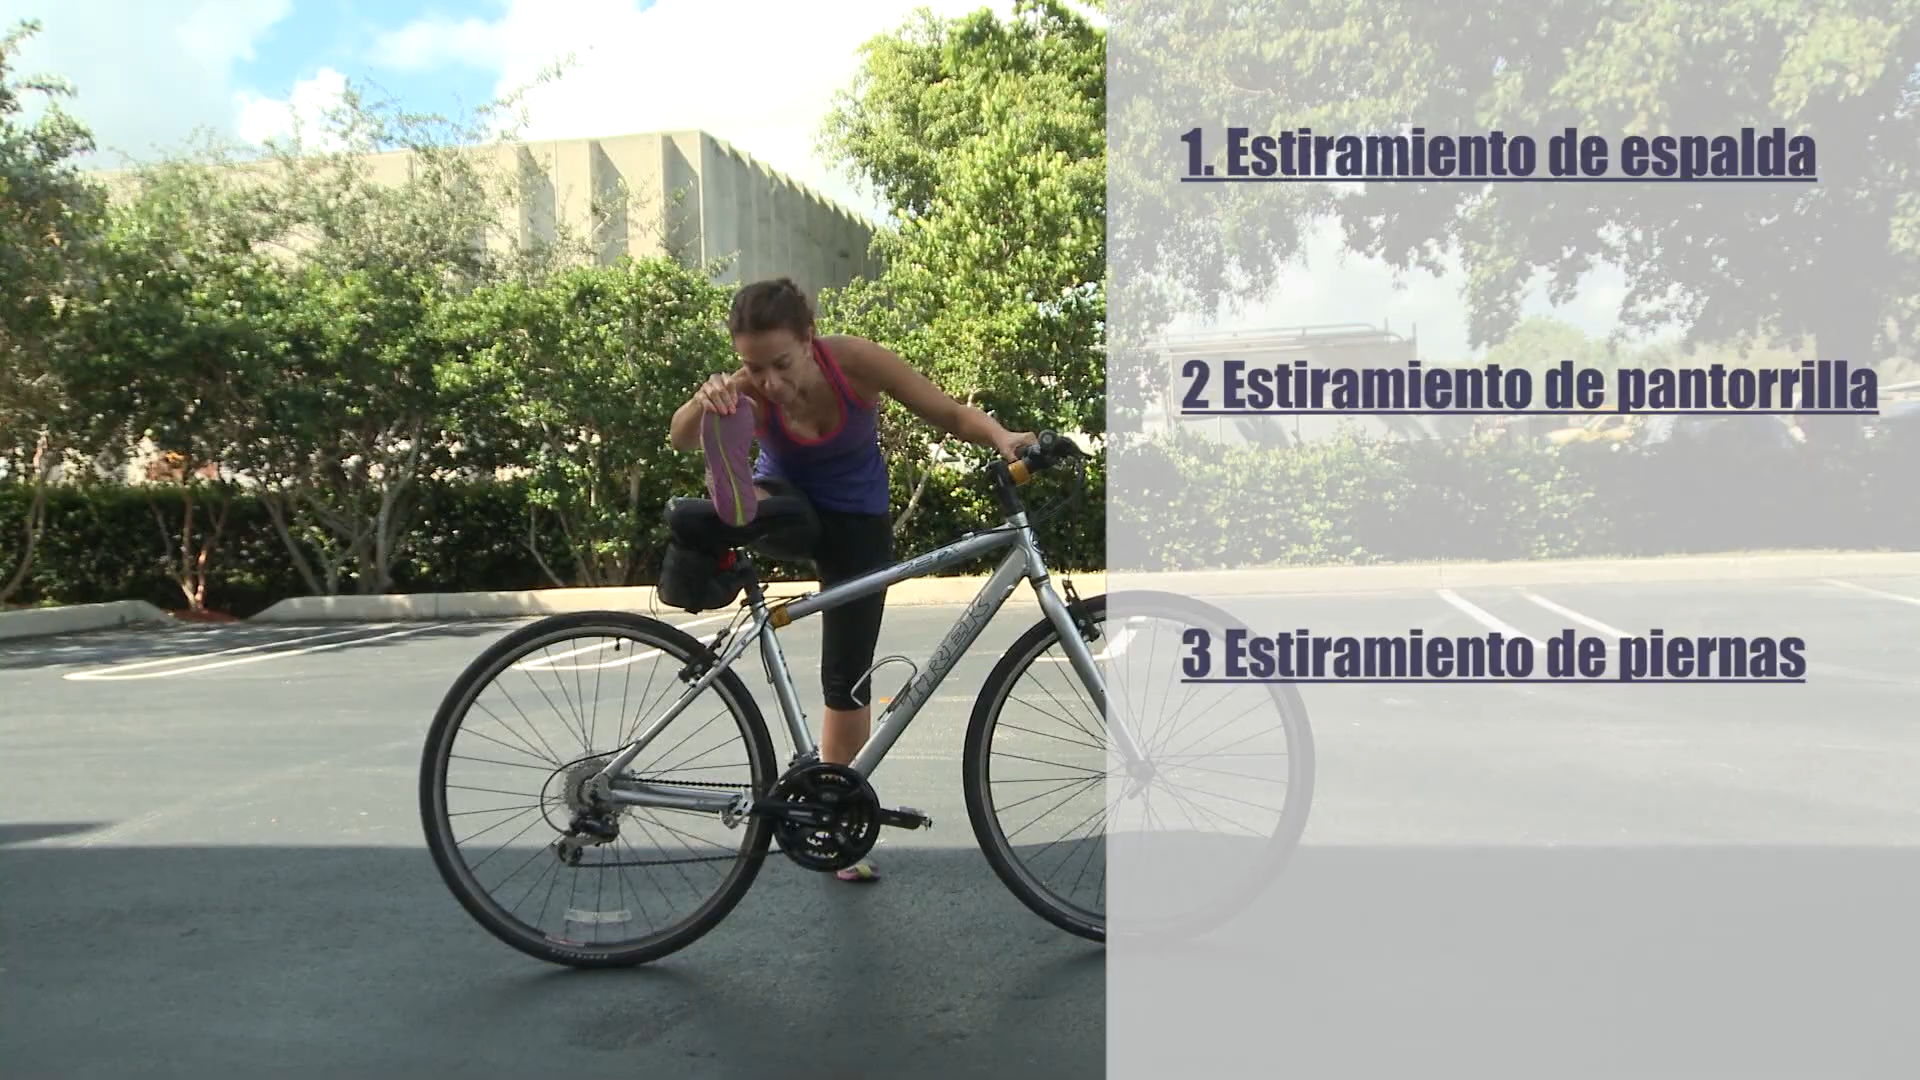 1. Estiramiento de espalda
2 Estiramiento de pantorrilla
3 Estiramiento de piernas
TREK